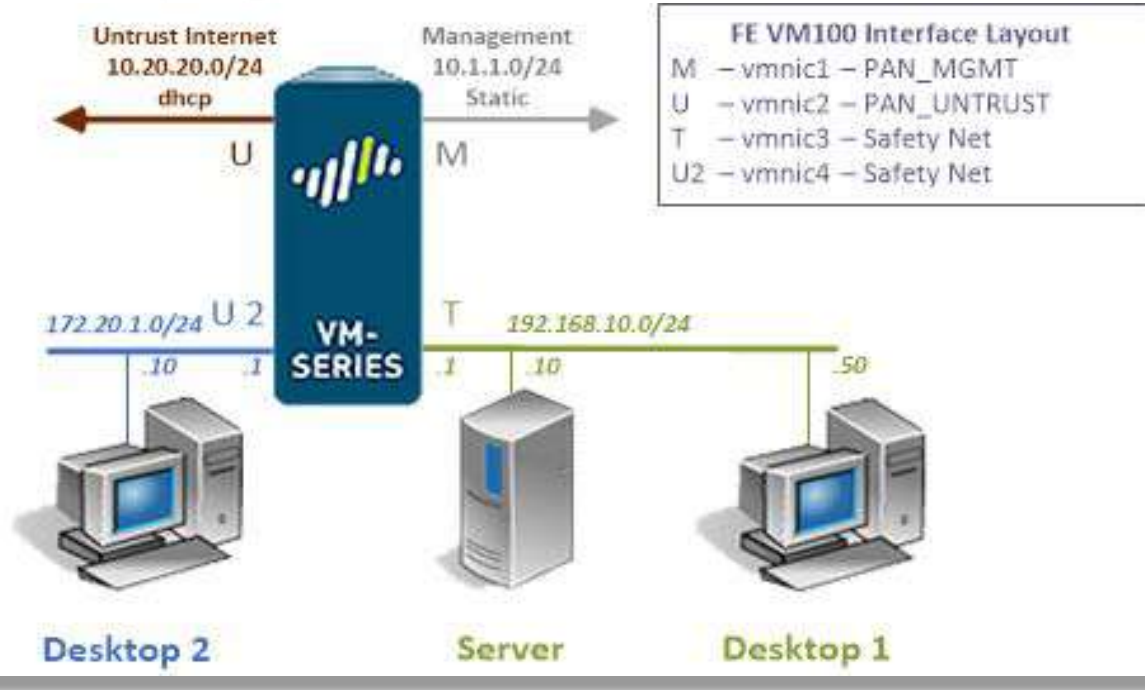 Untrust Internet
10.20.20.0/24
dhcp
Management
10.1.1.0/24
Static
FE VM100 Interface Layout
M – vmnic1 – PAN_MGMT
U – vmnic2 – PAN_UNTRUST
T – vmnic3 – Safety Net
U2 – vmnic4 – Safety Net
U
M
172.20.1.0/24
U 2
VM-
SERIES
T
192.168.10.0/24
.10
.1
.1
.10
.50
Desktop 2
Server
Desktop 1